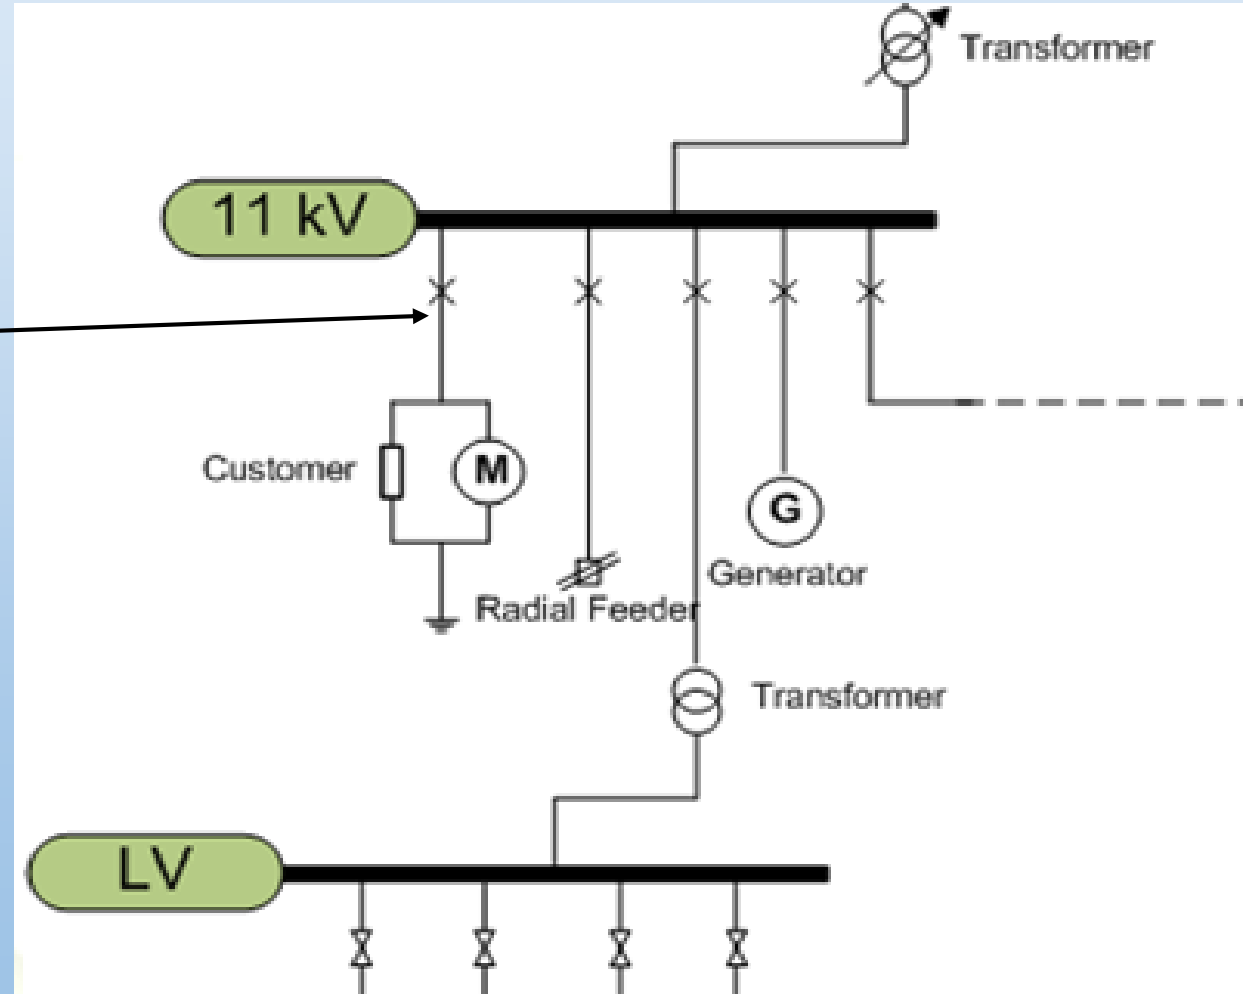 Transformer
11 kV
Customer
M
G
Generator
Radial Feeder
Transformer
LV